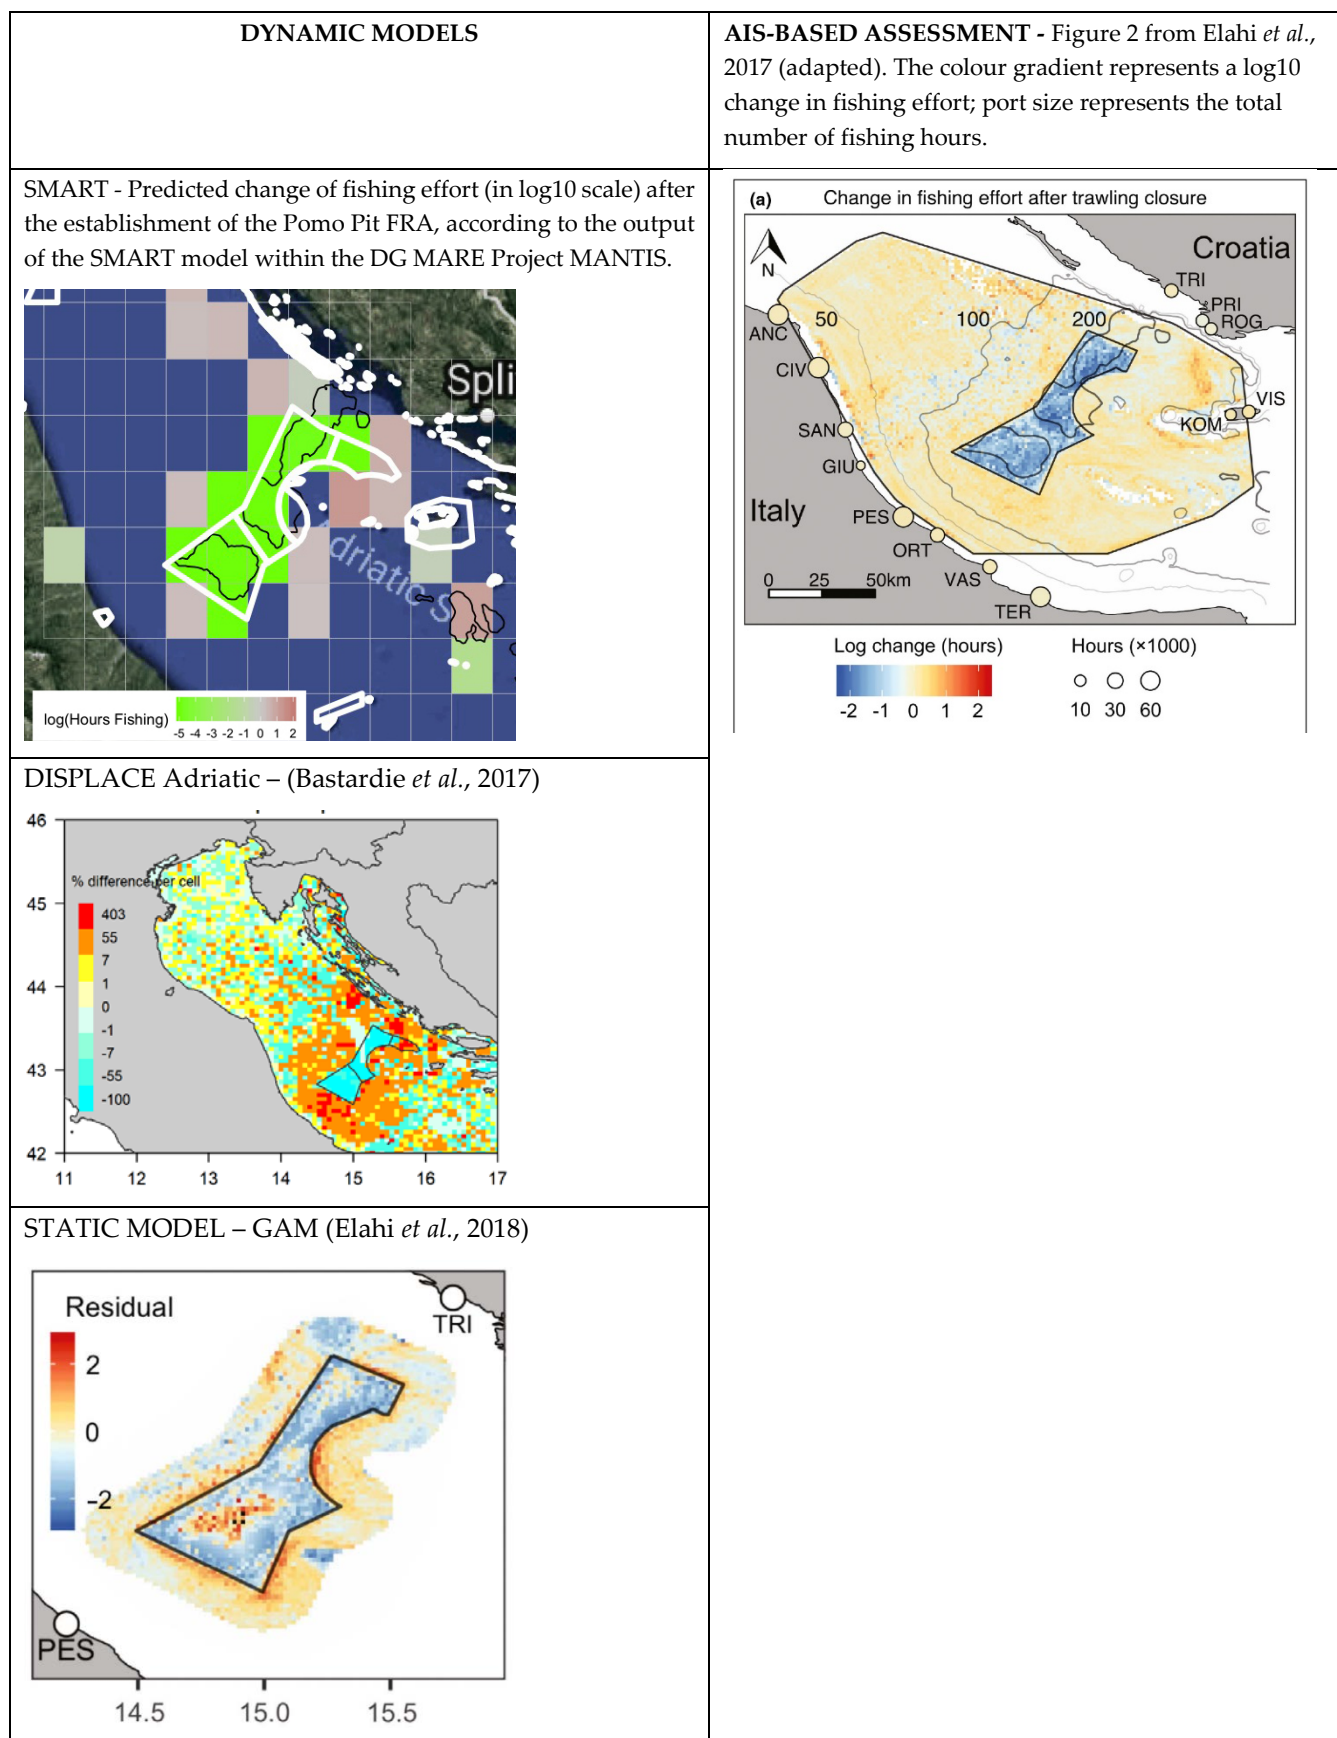 DYNAMIC MODELS
AIS-BASED ASSESSMENT - Figure 2 from Elahi et al.,
2017 (adapted). The colour gradient represents a log10
change in fishing effort; port size represents the total
number of fishing hours.
SMART - Predicted change of fishing effort (in log10 scale) after
the establishment of the Pomo Pit FRA, according to the output
of the SMART model within the DG MARE Project MANTIS.
Spli
Adriatic S
log(Hours Fishing)
-5 -4 -3 -2 -1 0 1 2
(a) Change in fishing effort after trawling closure
N
Croatia
TRI
PRI
ROG
ANC
50
100
200
CIV
VIS
KOM
SAN
GIU
Italy
PES
ORT
VAS
TER
0 25 50km
Log change (hours)
-2 -1 0 1 2
Hours (×1000)
10 30 60
DISPLACE Adriatic – (Bastardie et al., 2017)
46
45
44
43
42
% difference per cell
403
55
7
1
0
-1
-7
-55
-100
11 12 13 14 15 16 17
STATIC MODEL – GAM (Elahi et al., 2018)
Residual
2
0
-2
TRI
PES
14.5 15.0 15.5